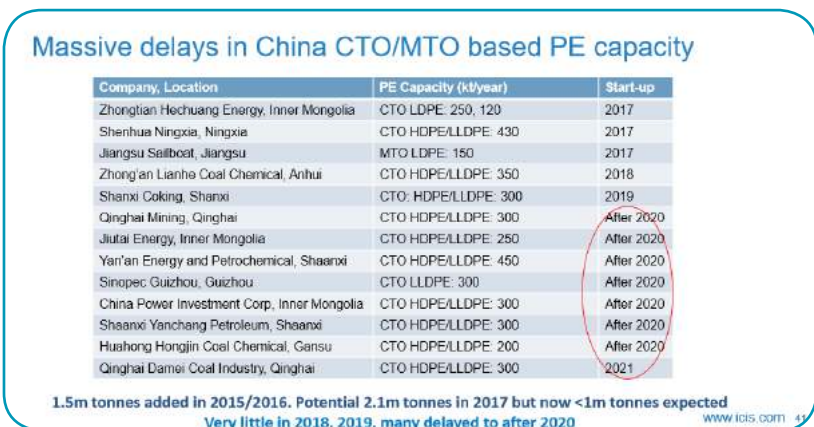 Massive delays in China CTO/MTO based PE capacity
Company, Location PE Capacity (kt/year) Start-up
Zhongtian Hechuang Energy, Inner Mongolia CTO LDPE: 250, 120 2017
Shenhua Ningxia, Ningxia CTO HDPE/LLDPE: 430 2017
Jiangsu Sailboat, Jiangsu MTO LDPE: 150 2017
Zhong'an Lianhe Coal Chemical, Anhui CTO HDPE/LLDPE: 350 2018
Shanxi Coking, Shanxi CTO: HDPE/LLDPE: 300 2019
Qinghai Mining, Qinghai CTO HDPE/LLDPE: 300 After 2020
Jiutai Energy, Inner Mongolia CTO HDPE/LLDPE: 250 After 2020
Yan'an Energy and Petrochemical, Shaanxi CTO HDPE/LLDPE: 450 After 2020
Sinopec Guizhou, Guizhou CTO LLDPE: 300 After 2020
China Power Investment Corp, Inner Mongolia CTO HDPE/LLDPE: 300 After 2020
Shaanxi Yanchang Petroleum, Shaanxi CTO HDPE/LLDPE: 300 After 2020
Huahong Hongjin Coal Chemical, Gansu CTO HDPE/LLDPE: 200 After 2020
Qinghai Damei Coal Industry, Qinghai CTO HDPE/LLDPE: 300 2021
1.5m tonnes added in 2015/2016. Potential 2.1m tonnes in 2017 but now <1m tonnes expected
Very little in 2018, 2019, many delayed to after 2020
www.icis.com 41